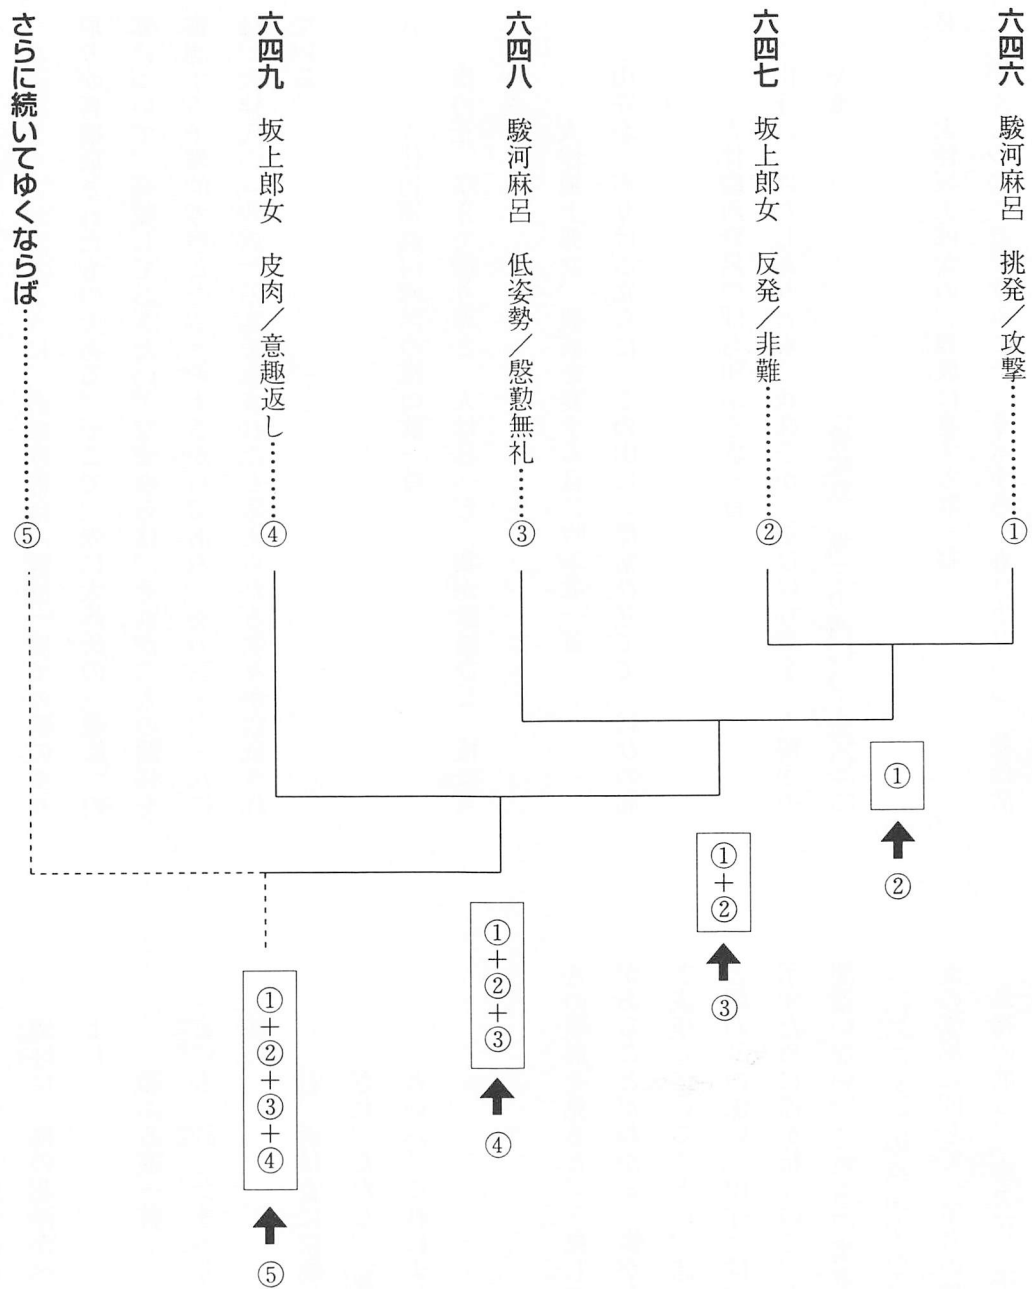 六四六　駿河麻呂　挑発／攻撃……………①
六四七　坂上郎女　反発／非難……………②
六四八　駿河麻呂　低姿勢／慇懃無礼………③
六四九　坂上郎女　皮肉／意趣返し…………④
さらに続いてゆくならば…………………………⑤
①
⬆
②
①＋②
⬆
③
①＋②＋③
⬆
④
①＋②＋③＋④
⬆
⑤